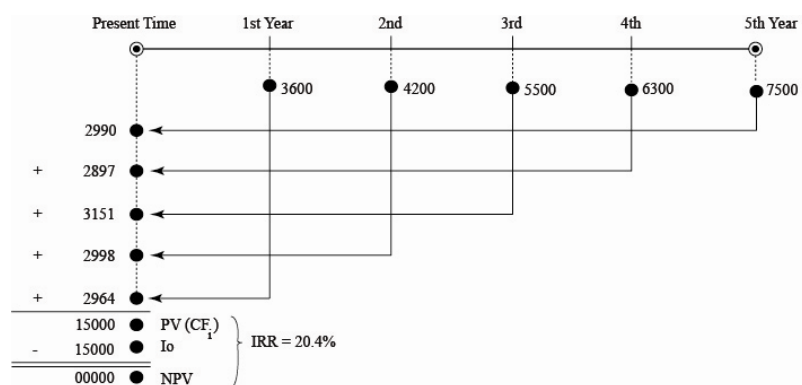 Present Time 1st Year 2nd 3rd 4th 5th Year
3600 4200 5500 6300 7500
2990
+ 2897
+ 3151
+ 2998
+ 2964
15000 PV (CFi)
- 15000 Io
IRR = 20.4%
00000 NPV